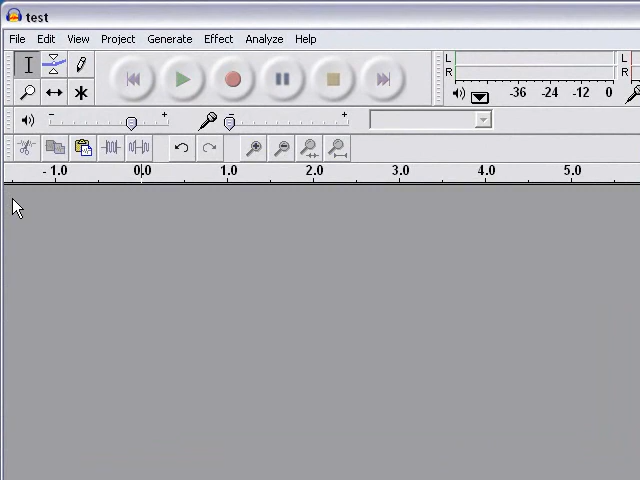 test
File Edit View Project Generate Effect Analyze Help
L
R
-36 -24 -12 0
L
R
- + - +
- 1.0 0.0 1.0 2.0 3.0 4.0 5.0